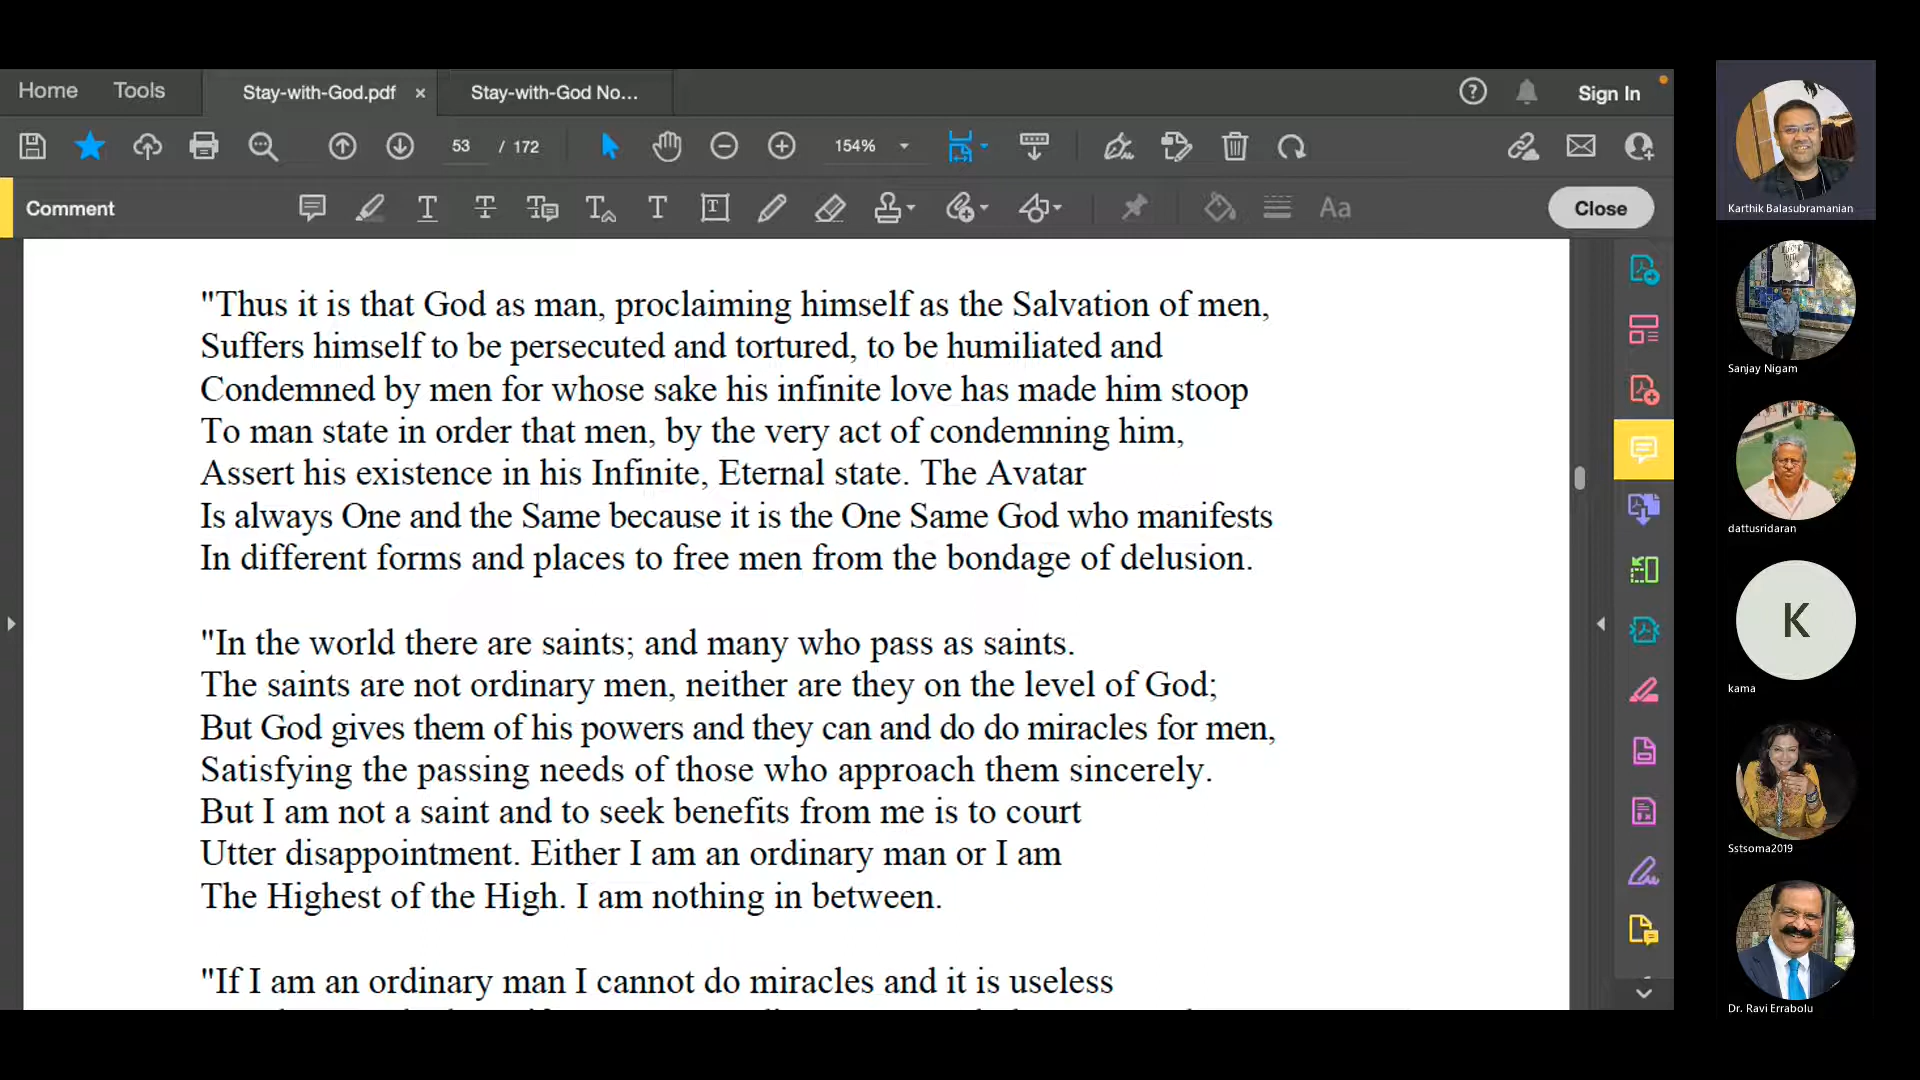 Home
Tools
Stay-with-God.pdf
×
Stay-with-God No...
Sign In
53
/ 172
154%
Comment
Aa
Close
"Thus it is that God as man, proclaiming himself as the Salvation of men,
Suffers himself to be persecuted and tortured, to be humiliated and
Condemned by men for whose sake his infinite love has made him stoop
To man state in order that men, by the very act of condemning him,
Assert his existence in his Infinite, Eternal state. The Avatar
Is always One and the Same because it is the One Same God who manifests
In different forms and places to free men from the bondage of delusion.
"In the world there are saints; and many who pass as saints.
The saints are not ordinary men, neither are they on the level of God;
But God gives them of his powers and they can and do do miracles for men,
Satisfying the passing needs of those who approach them sincerely.
But I am not a saint and to seek benefits from me is to court
Utter disappointment. Either I am an ordinary man or I am
The Highest of the High. I am nothing in between.
"If I am an ordinary man I cannot do miracles and it is useless
Karthik Balasubramanian
Sanjay Nigam
dattusridaran
K
kama
Sstsoma2019
Dr. Ravi Errabolu